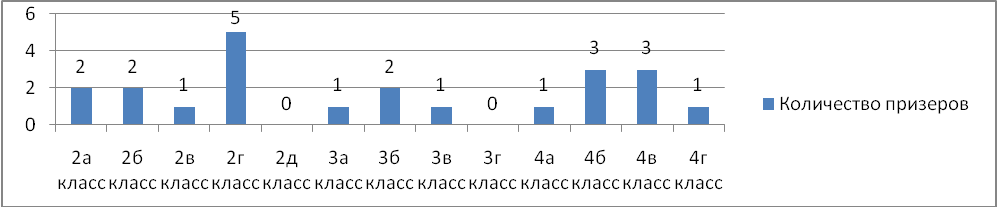 6
4
2
0
2
2
1
5
0
1
2
1
0
1
3
3
1
2а класс
2б класс
2в класс
2г класс
2д класс
3а класс
3б класс
3в класс
3г класс
4а класс
4б класс
4в класс
4г класс
Количество призеров